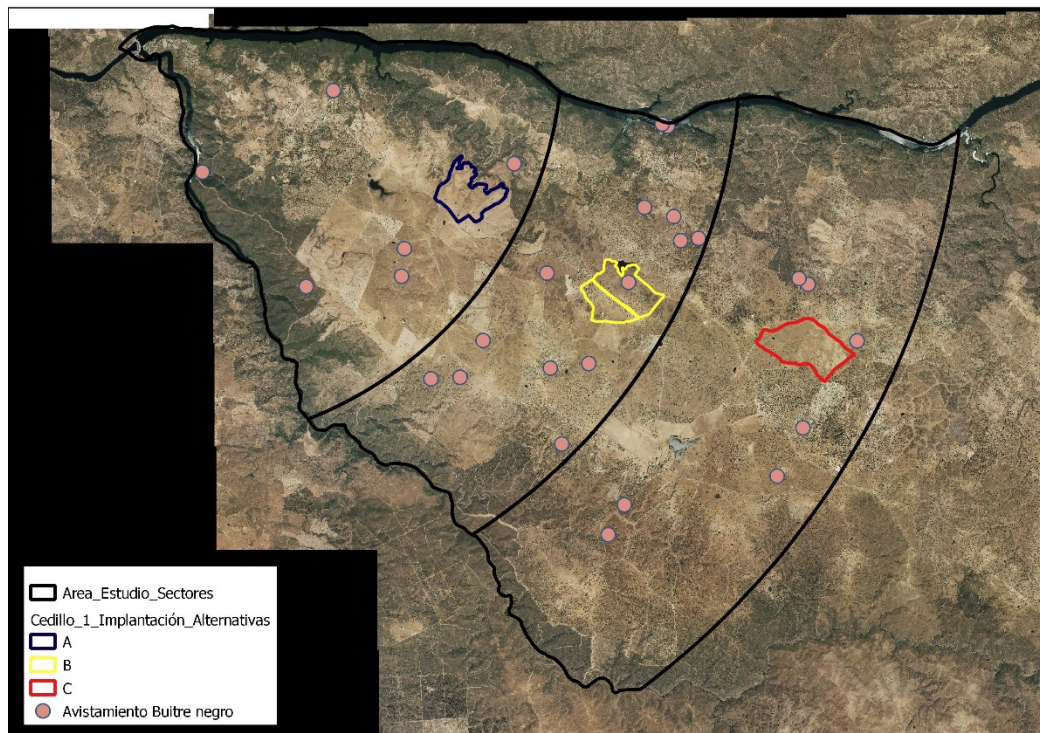 Area_Estudio_Sectores
Cedillo_1_Implantación_Alternativas
A
B
C
Avistamiento Buitre negro